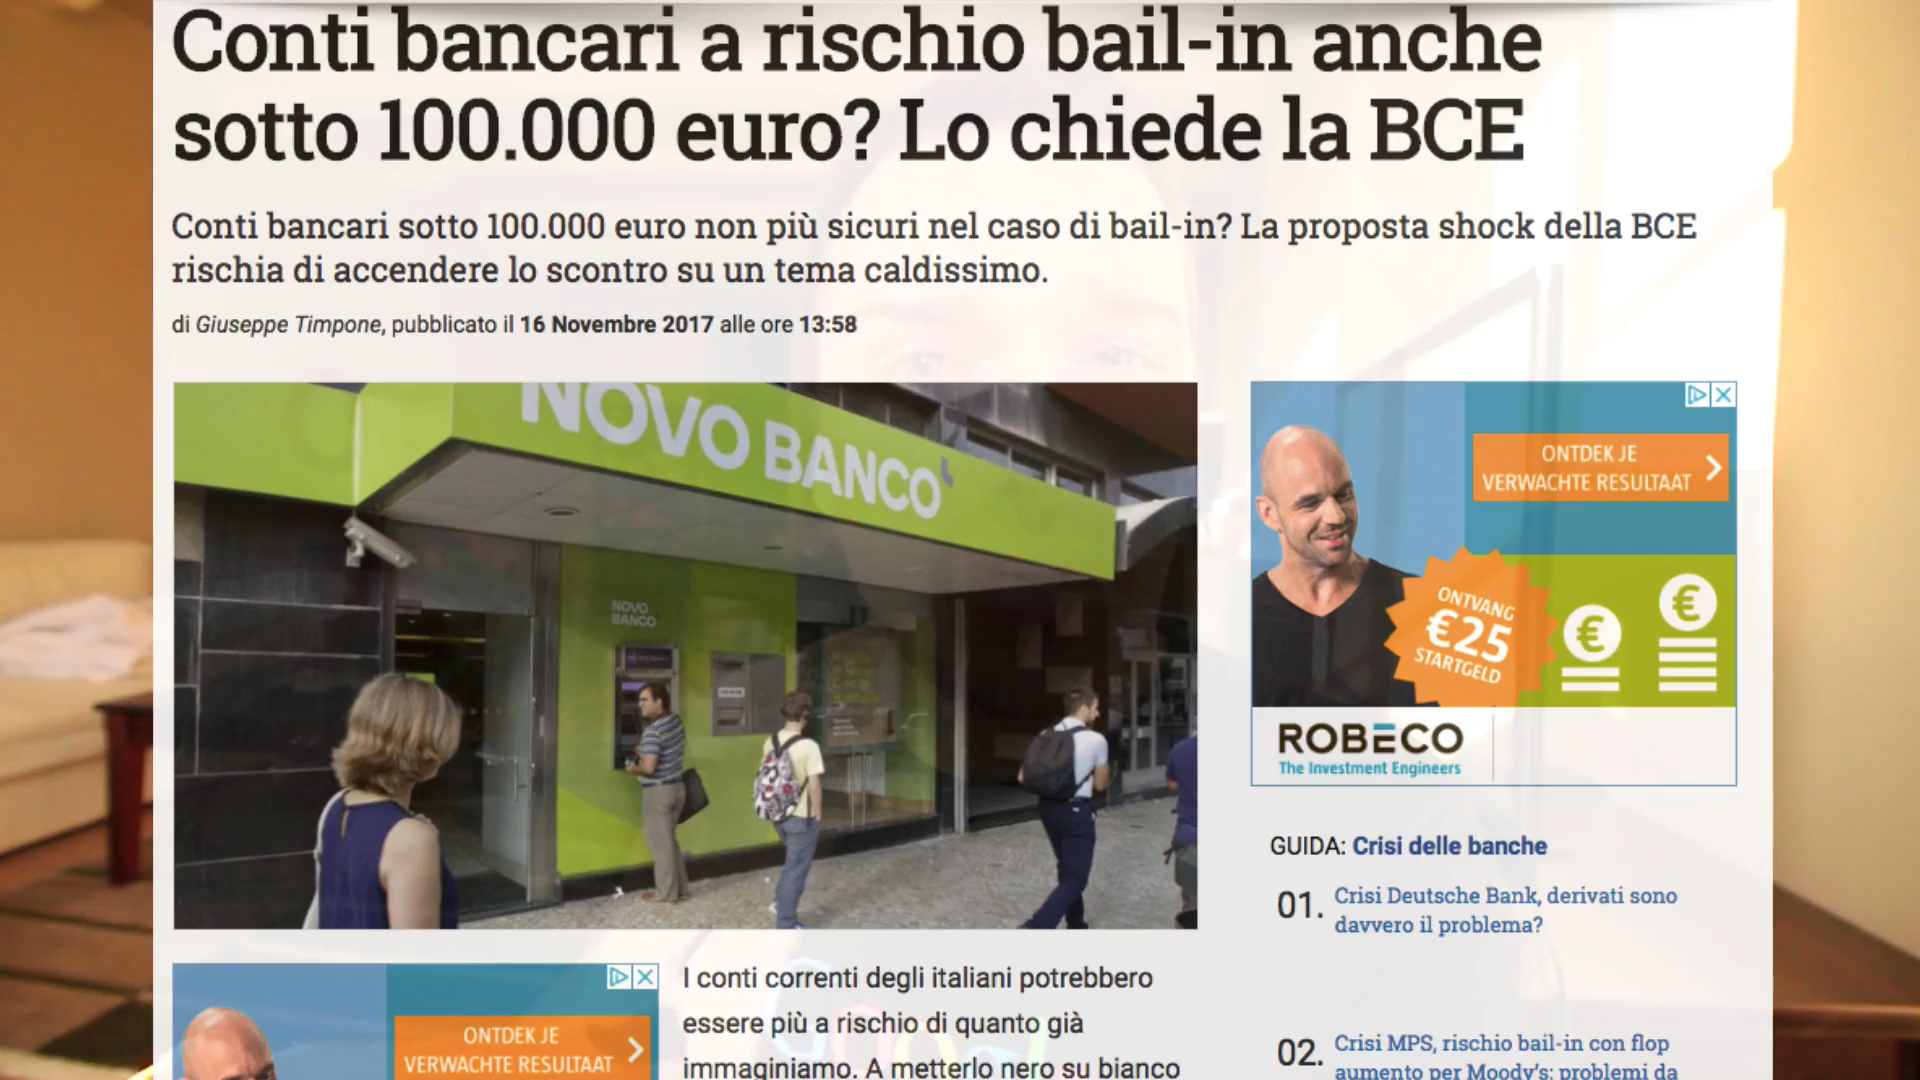 Conti bancari a rischio bail-in anche
sotto 100.000 euro? Lo chiede la BCE
Conti bancari sotto 100.000 euro non più sicuri nel caso di bail-in? La proposta shock della BCE
rischia di accendere lo scontro su un tema caldissimo.
di Giuseppe Timpone, pubblicato il 16 Novembre 2017 alle ore 13:58
NOVO BANCO
NOVO
BANCO
ONTDEK JE
VERWACHTE RESULTAAT
ONTVANG
€25
STARTGELD
€
€
ROBECO
The Investment Engineers
GUIDA: Crisi delle banche
01. Crisi Deutsche Bank, derivati sono
davvero il problema?
02. Crisi MPS, rischio bail-in con flop
aumento per Moody's: problemi da
ONTDEK JE
VERWACHTE RESULTAAT
I conti correnti degli italiani potrebbero
essere più a rischio di quanto già
immaginiamo. A metterlo nero su bianco